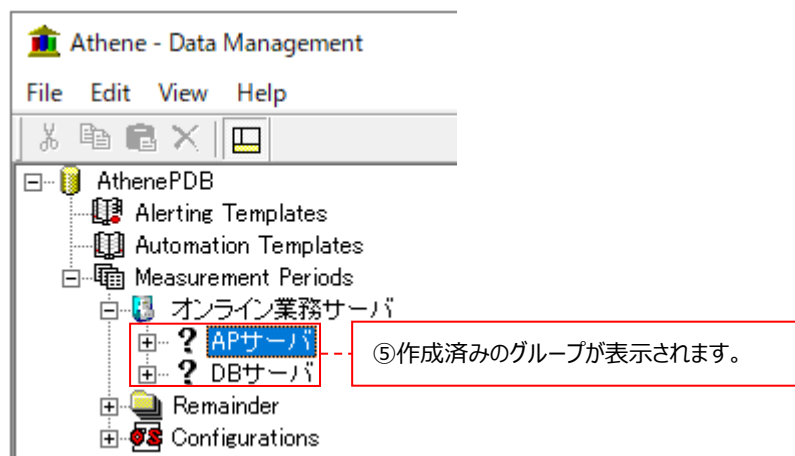 Athene - Data Management
File Edit View Help
AthenePDB
Alerting Templates
Automation Templates
Measurement Periods
オンライン業務サーバ
? APサーバ
⑤作成済みのグループが表示されます。
? DBサーバ
Remainder
Configurations